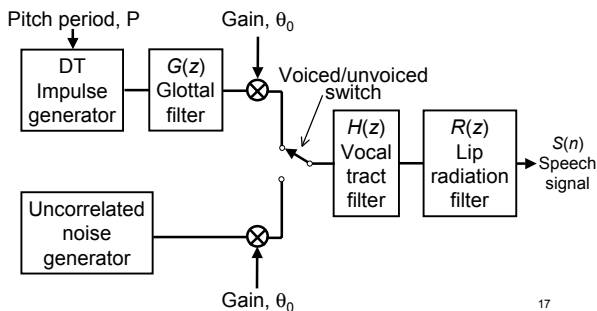 Pitch period, P
Gain, θ0
DT
Impulse
generator
G(z)
Glottal
filter
Voiced/unvoiced
switch
H(z)
Vocal
tract
filter
R(z)
Lip
radiation
filter
S(n)
Speech
signal
Uncorrelated
noise
generator
Gain, θ0
17